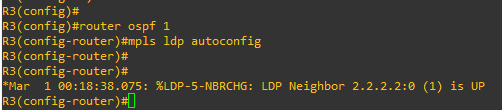 R3(config)#
R3(config)#router ospf 1
R3(config-router)#mpls ldp autoconfig
R3(config-router)#
R3(config-router)#
*Mar  1 00:18:38.075: %LDP-5-NBRCHG: LDP Neighbor 2.2.2.2:0 (1) is UP
R3(config-router)#